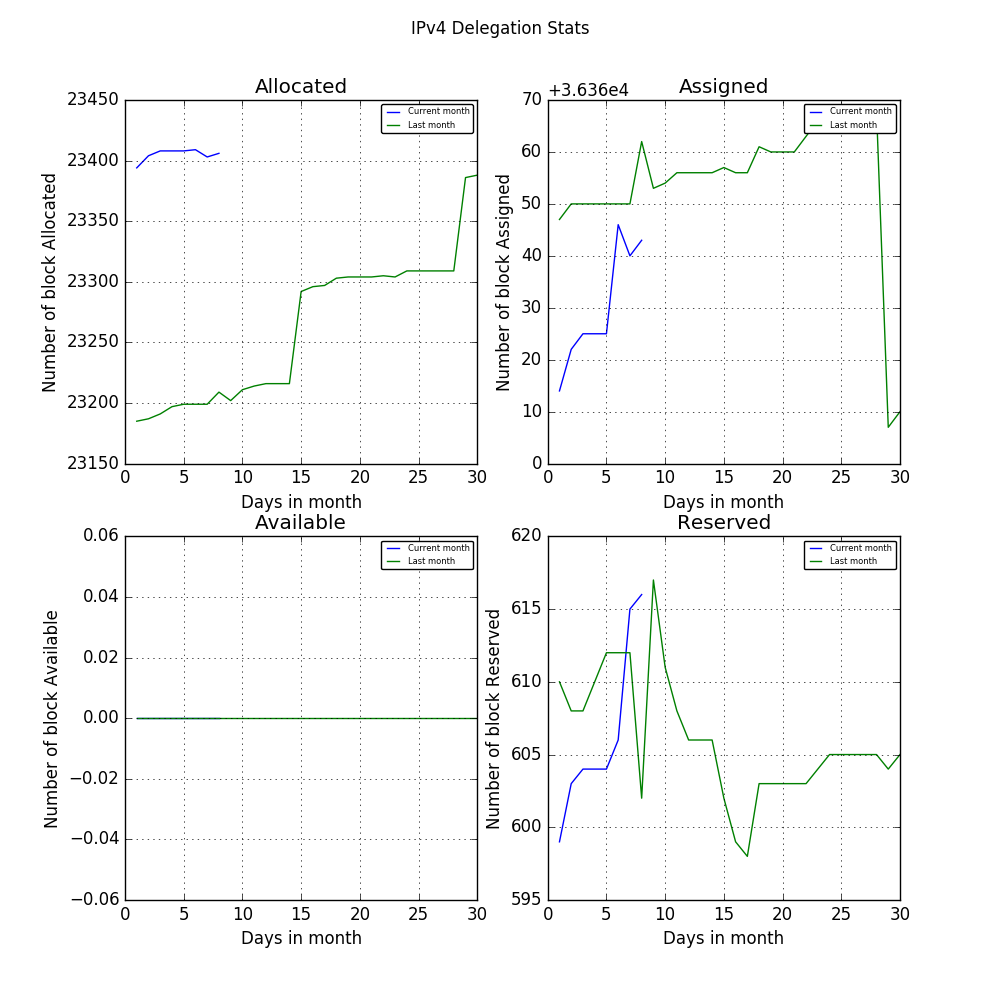 IPv4 Delegation Stats
Allocated
23450
23400
23350
23300
23250
23200
23150
Number of block Allocated
0 5 10 15 20 25 30
Days in month
Current month
Last month
Assigned
+3.636e4
70
60
50
40
30
20
10
0
Number of block Assigned
0 5 10 15 20 25 30
Days in month
Current month
Last month
Available
0.06
0.04
0.02
0.00
−0.02
−0.04
−0.06
Number of block Available
0 5 10 15 20 25 30
Days in month
Current month
Last month
Reserved
620
615
610
605
600
595
Number of block Reserved
0 5 10 15 20 25 30
Days in month
Current month
Last month